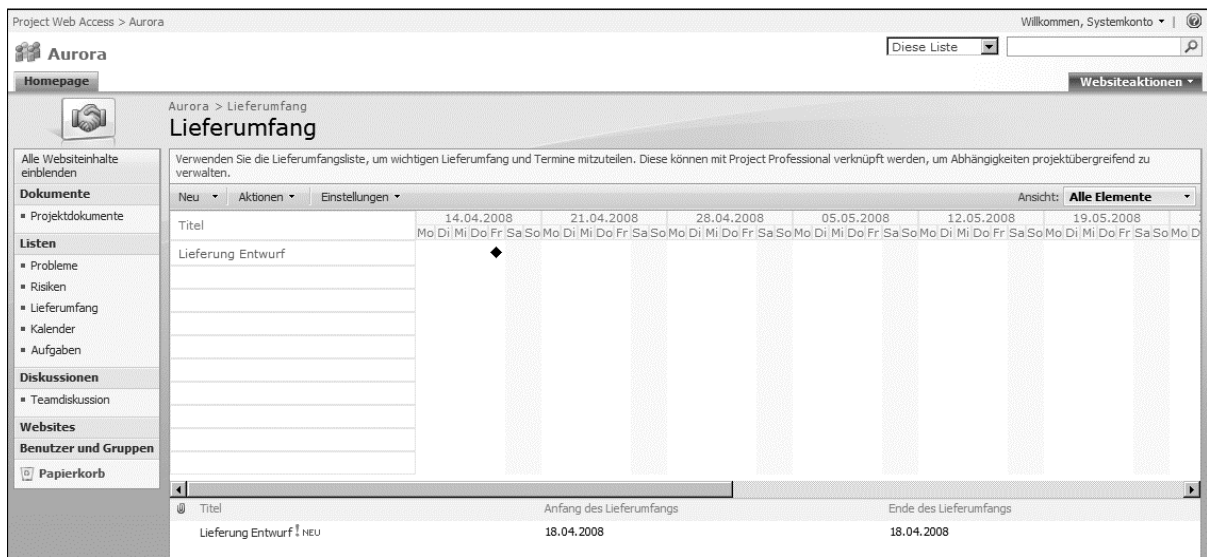 Project Web Access > Aurora
Willkommen, Systemkonto
Aurora
Diese Liste
Homepage
Websiteaktionen
Aurora > Lieferumfang
Lieferumfang
Alle Websiteinhalte
einblenden
Verwenden Sie die Lieferumfangsliste, um wichtigen Lieferumfang und Termine mitzuteilen. Diese können mit Project Professional verknüpft werden, um Abhängigkeiten projektübergreifend zu
verwalten.
Dokumente
Projektdokumente
Listen
Probleme
Risiken
Lieferumfang
Kalender
Aufgaben
Diskussionen
Teamdiskussion
Websites
Benutzer und Gruppen
Papierkorb
Neu Aktionen Einstellungen Ansicht: Alle Elemente
Titel
14.04.2008 21.04.2008 28.04.2008 05.05.2008 12.05.2008 19.05.2008
Mo Di Mi Do Fr Sa So Mo Di Mi Do Fr Sa So Mo Di Mi Do Fr Sa So Mo Di Mi Do Fr Sa So Mo Di Mi Do Fr Sa So Mo Di Mi Do Fr Sa So Mo D
Lieferung Entwurf
Titel Anfang des Lieferumfangs Ende des Lieferumfangs
Lieferung Entwurf ! NEU 18.04.2008 18.04.2008